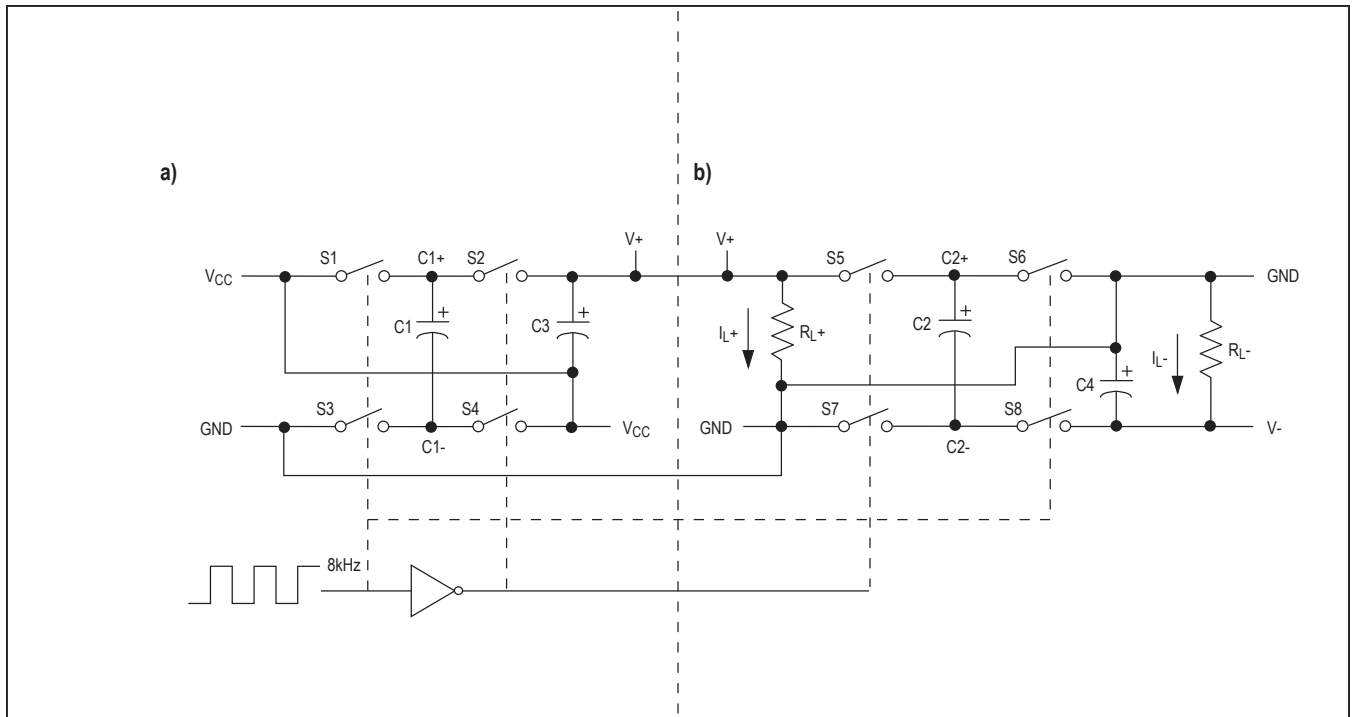 a)
b)
V+
V+
S1
C1+
S2
S5
C2+
S6
VCC
GND
C1
+
C3
+
IL+
RL+
C2
+
IL-
RL-
C4
+
S3
S4
S7
S8
GND
C1-
VCC
GND
C2-
V-
8kHz